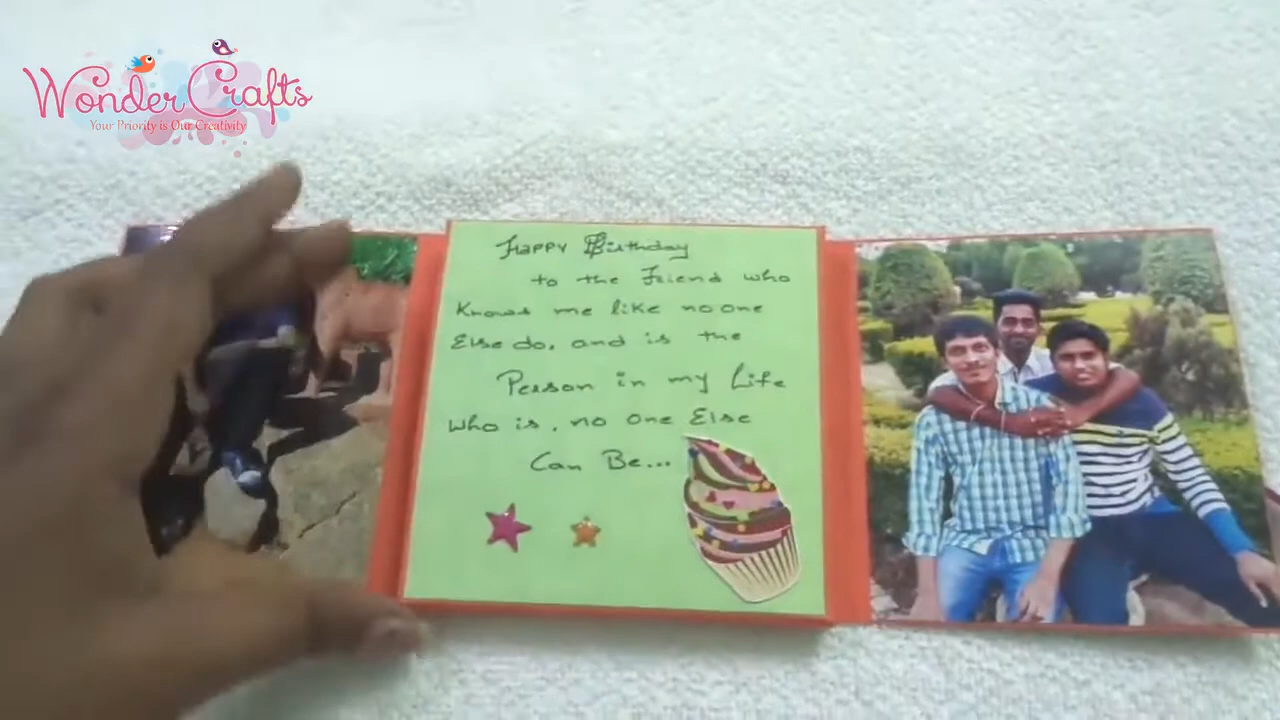 Wonder Crafts
Your Priority is Our Creativity
Happy Birthday
to the Friend who
Knows me like no one
Else do, and is the
Person in my Life
who is, no one Else
Can Be...